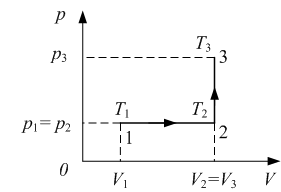 p
p₃
T₃
3
T₁
T₂
p₁= p₂
1
2
0
V₁
V₂=V₃
V